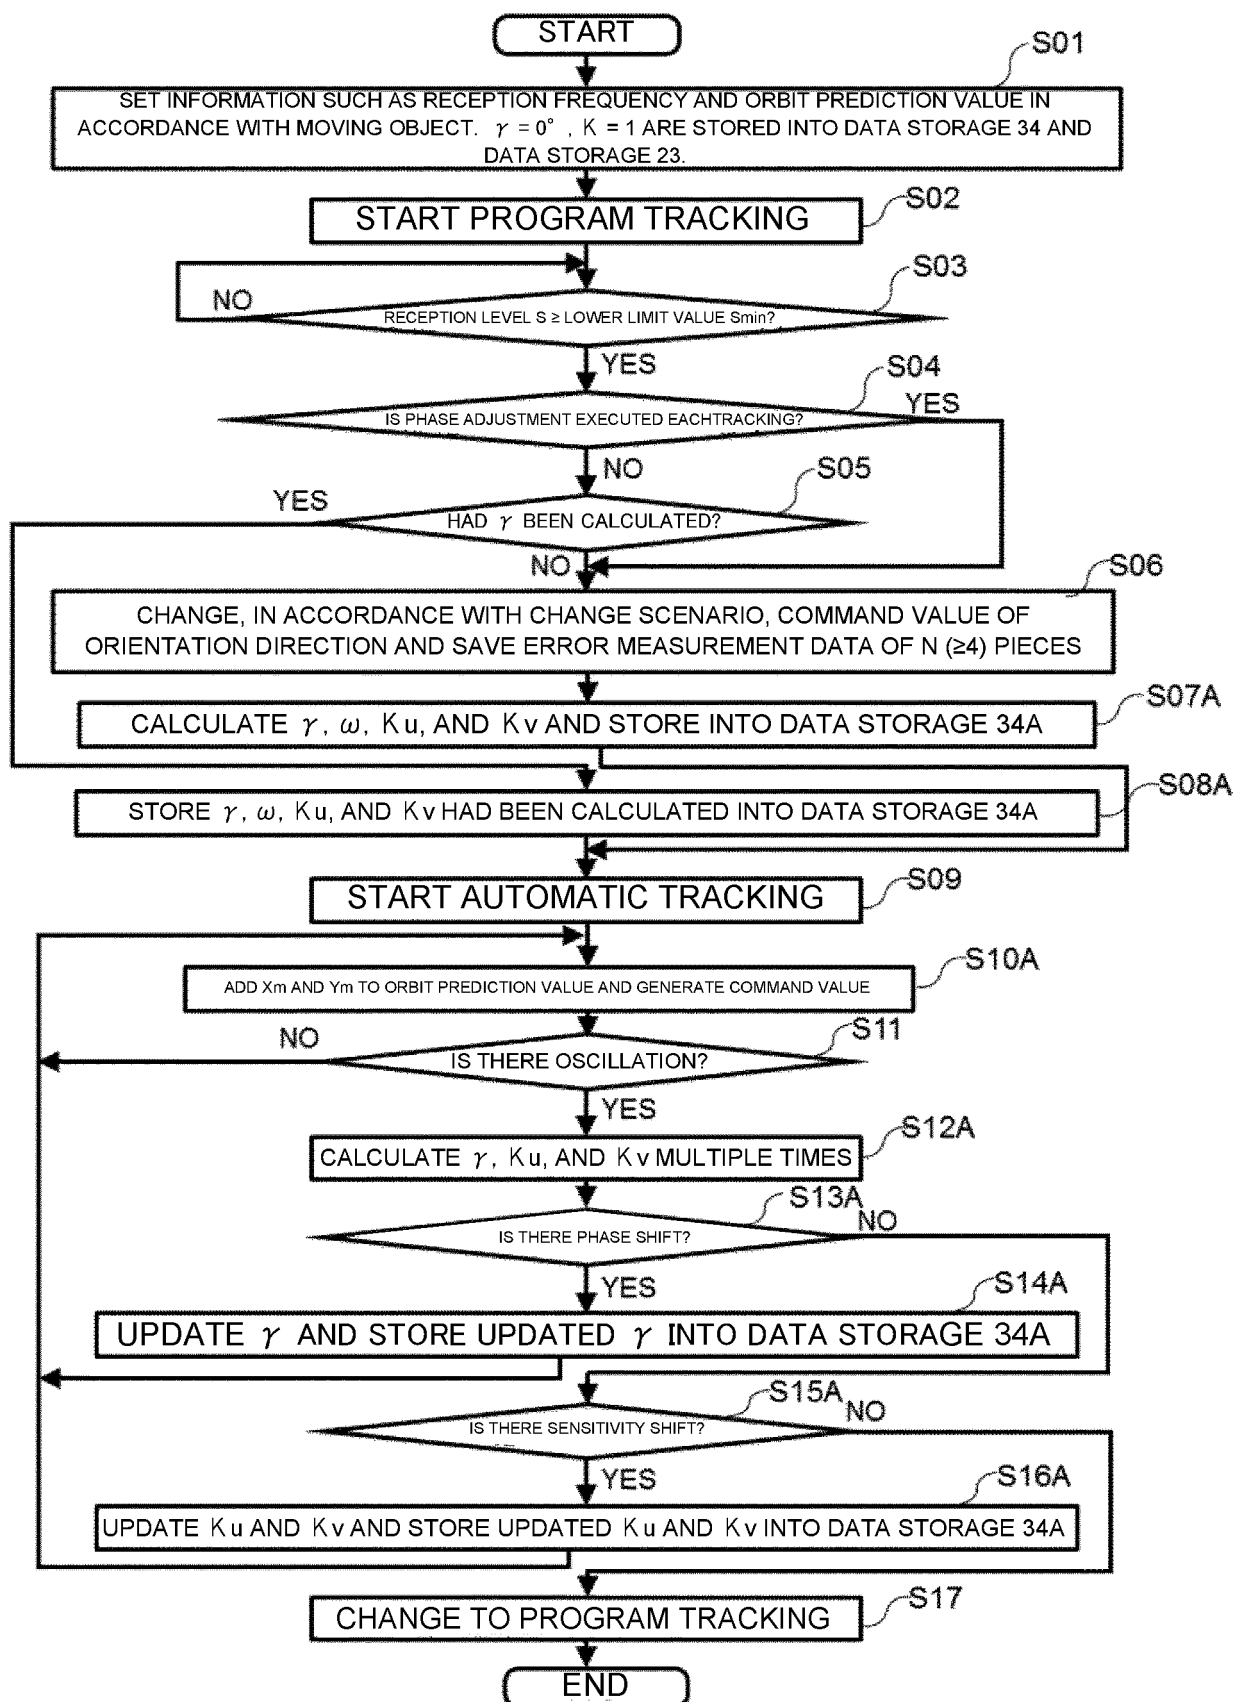 START
S01
SET INFORMATION SUCH AS RECEPTION FREQUENCY AND ORBIT PREDICTION VALUE IN
ACCORDANCE WITH MOVING OBJECT. γ = 0°, K = 1 ARE STORED INTO DATA STORAGE 34 AND
DATA STORAGE 23.
S02
START PROGRAM TRACKING
S03
NO
RECEPTION LEVEL S ≥ LOWER LIMIT VALUE Smin?
YES
S04
YES
IS PHASE ADJUSTMENT EXECUTED EACHTRACKING?
NO
S05
YES
HAD γ BEEN CALCULATED?
NO
S06
CHANGE, IN ACCORDANCE WITH CHANGE SCENARIO, COMMAND VALUE OF
ORIENTATION DIRECTION AND SAVE ERROR MEASUREMENT DATA OF N (≥4) PIECES
S07A
CALCULATE γ, ω, Ku, AND Kv AND STORE INTO DATA STORAGE 34A
S08A
STORE γ, ω, Ku, AND Kv HAD BEEN CALCULATED INTO DATA STORAGE 34A
S09
START AUTOMATIC TRACKING
S10A
ADD Xm AND Ym TO ORBIT PREDICTION VALUE AND GENERATE COMMAND VALUE
S11
NO
IS THERE OSCILLATION?
YES
S12A
CALCULATE γ, Ku, AND Kv MULTIPLE TIMES
S13A
NO
IS THERE PHASE SHIFT?
YES
S14A
UPDATE γ AND STORE UPDATED γ INTO DATA STORAGE 34A
S15A
NO
IS THERE SENSITIVITY SHIFT?
YES
S16A
UPDATE Ku AND Kv AND STORE UPDATED Ku AND Kv INTO DATA STORAGE 34A
S17
CHANGE TO PROGRAM TRACKING
END